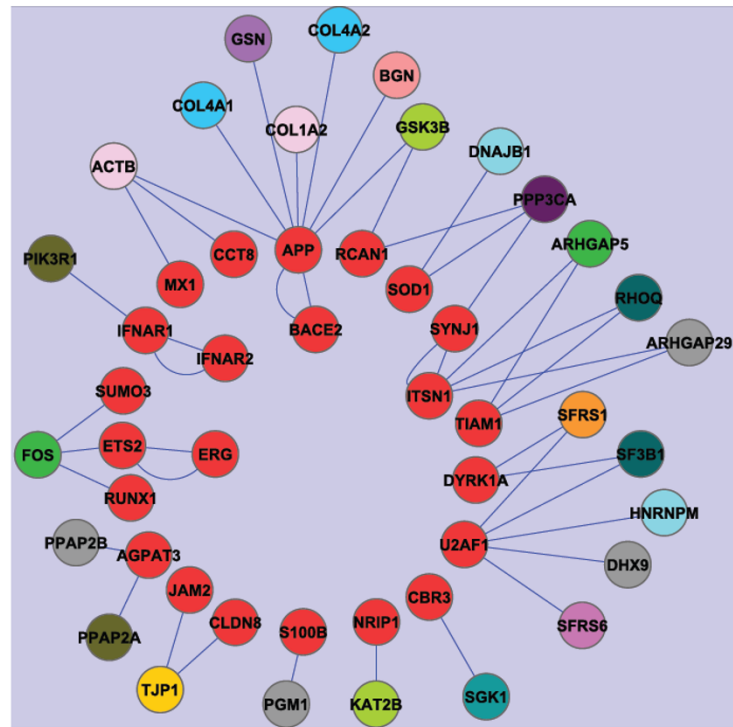 COL4A2
GSN
BGN
COL4A1
GSK3B
COL1A2
DNAJB1
ACTB
PPP3CA
ARHGAP5
APP
CCT8
RCAN1
PIK3R1
MX1
SOD1
RHOQ
IFNAR1
BACE2
SYNJ1
ARHGAP29
IFNAR2
SUMO3
ITSN1
TIAM1
SFRS1
FOS
ETS2
ERG
SF3B1
DYRK1A
RUNX1
HNRNPM
PPAP2B
AGPAT3
U2AF1
DHX9
JAM2
CBR3
PPAP2A
CLDN8
S100B
NRIP1
SFRS6
TJP1
PGM1
KAT2B
SGK1